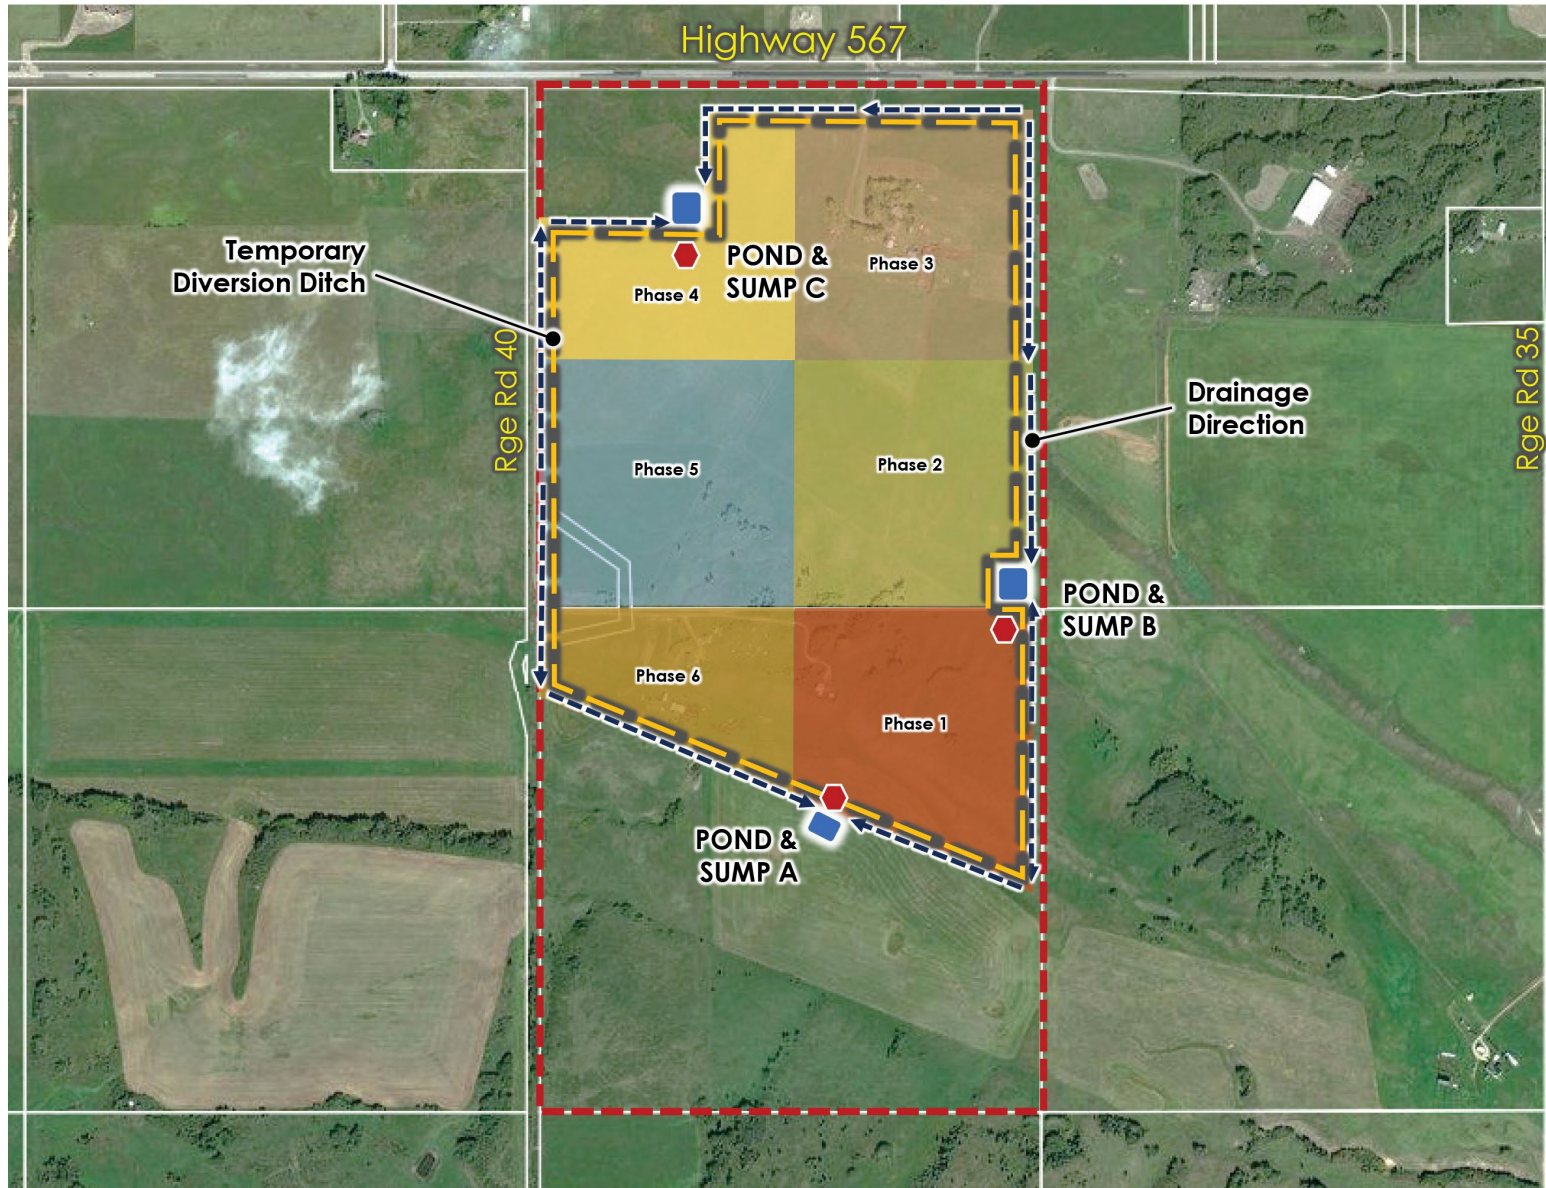 Highway 567
Temporary
Diversion Ditch
POND &
SUMP C
Phase 3
Phase 4
Rge Rd 40
Rge Rd 35
Drainage
Direction
Phase 5
Phase 2
POND &
SUMP B
Phase 6
Phase 1
POND &
SUMP A